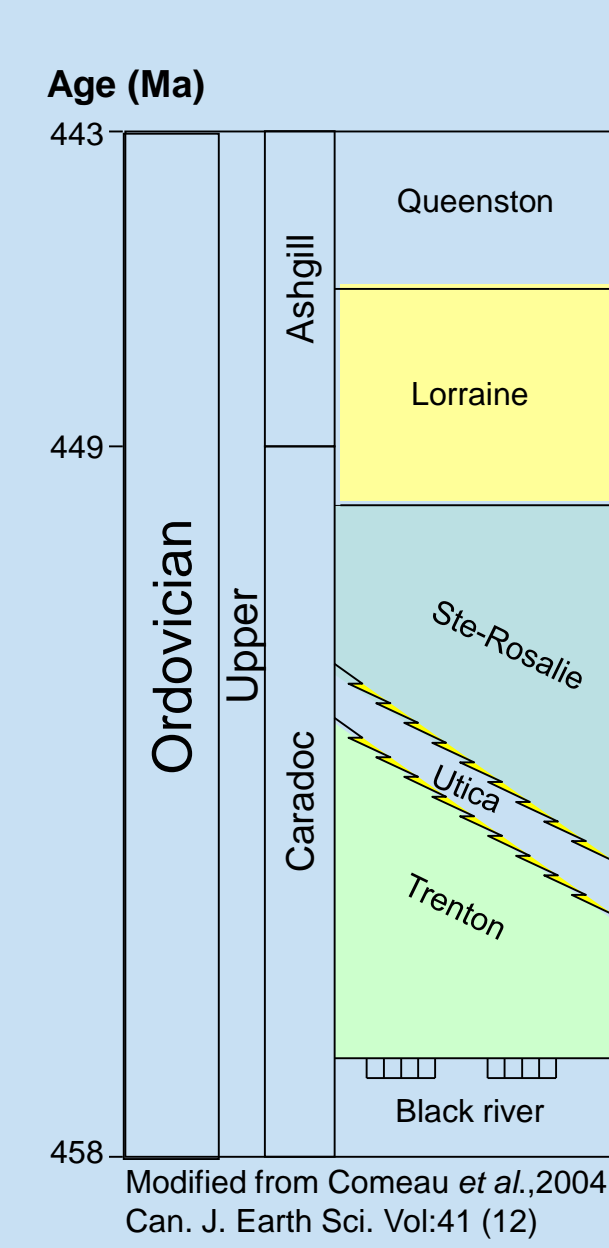 Age (Ma)
443
Queenston
Ashgill
Lorraine
449
Ordovician
Upper
Ste-Rosalie
Caradoc
Utica
Trenton
Black river
458
Modified from Comeau et al.,2004
Can. J. Earth Sci. Vol:41 (12)